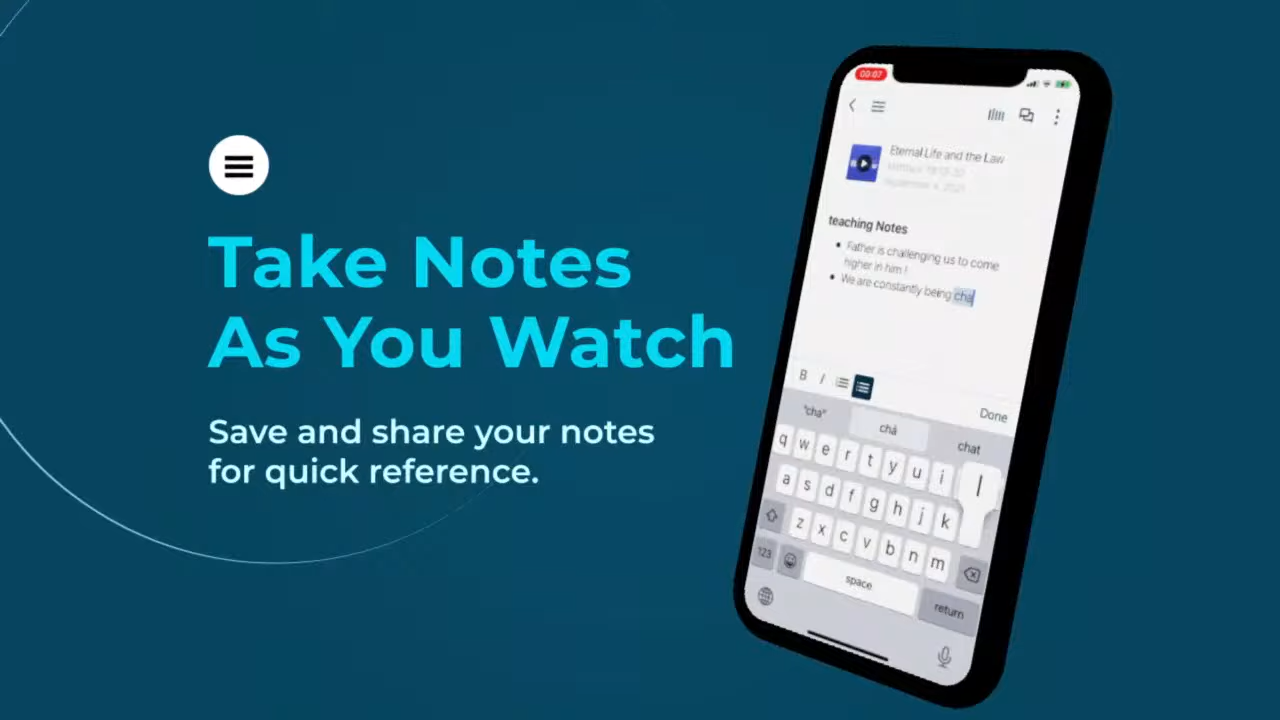 Take Notes
As You Watch
Save and share your notes
for quick reference.
00:07
Eternal Life and the Law
teaching Notes
Father is challenging us to come
higher in him !
We are constantly being cha
B I
Done
"cha" chá chat
q w e r t y u i l
a s d f g h j k
z x c v b n m
123 space return